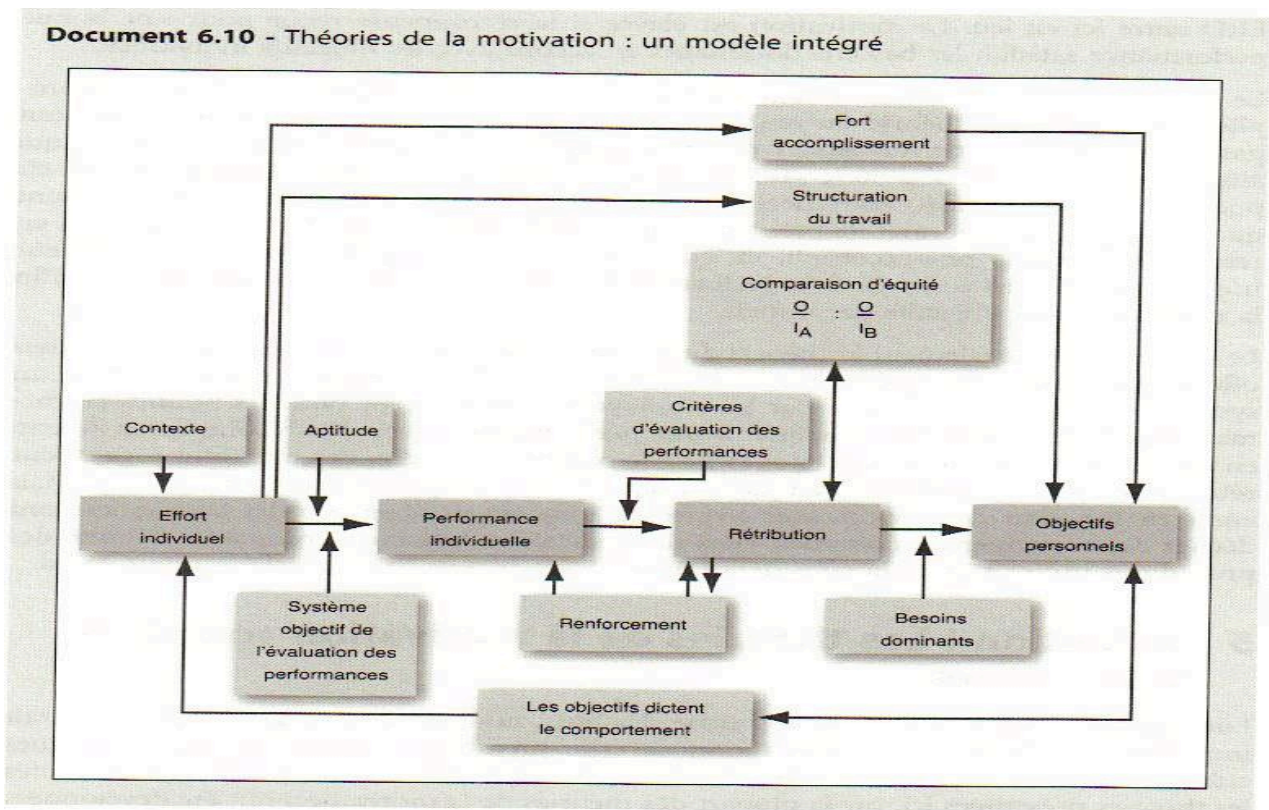 Document 6.10 - Théories de la motivation : un modèle intégré
Fort
accomplissement
Structuration
du travail
Comparaison d'équité
O : O
IA IB
Critères
d'évaluation des
performances
Contexte
Aptitude
Effort
individuel
Performance
individuelle
Rétribution
Objectifs
personnels
Système
objectif de
l'évaluation des
performances
Renforcement
Besoins
dominants
Les objectifs dictent
le comportement